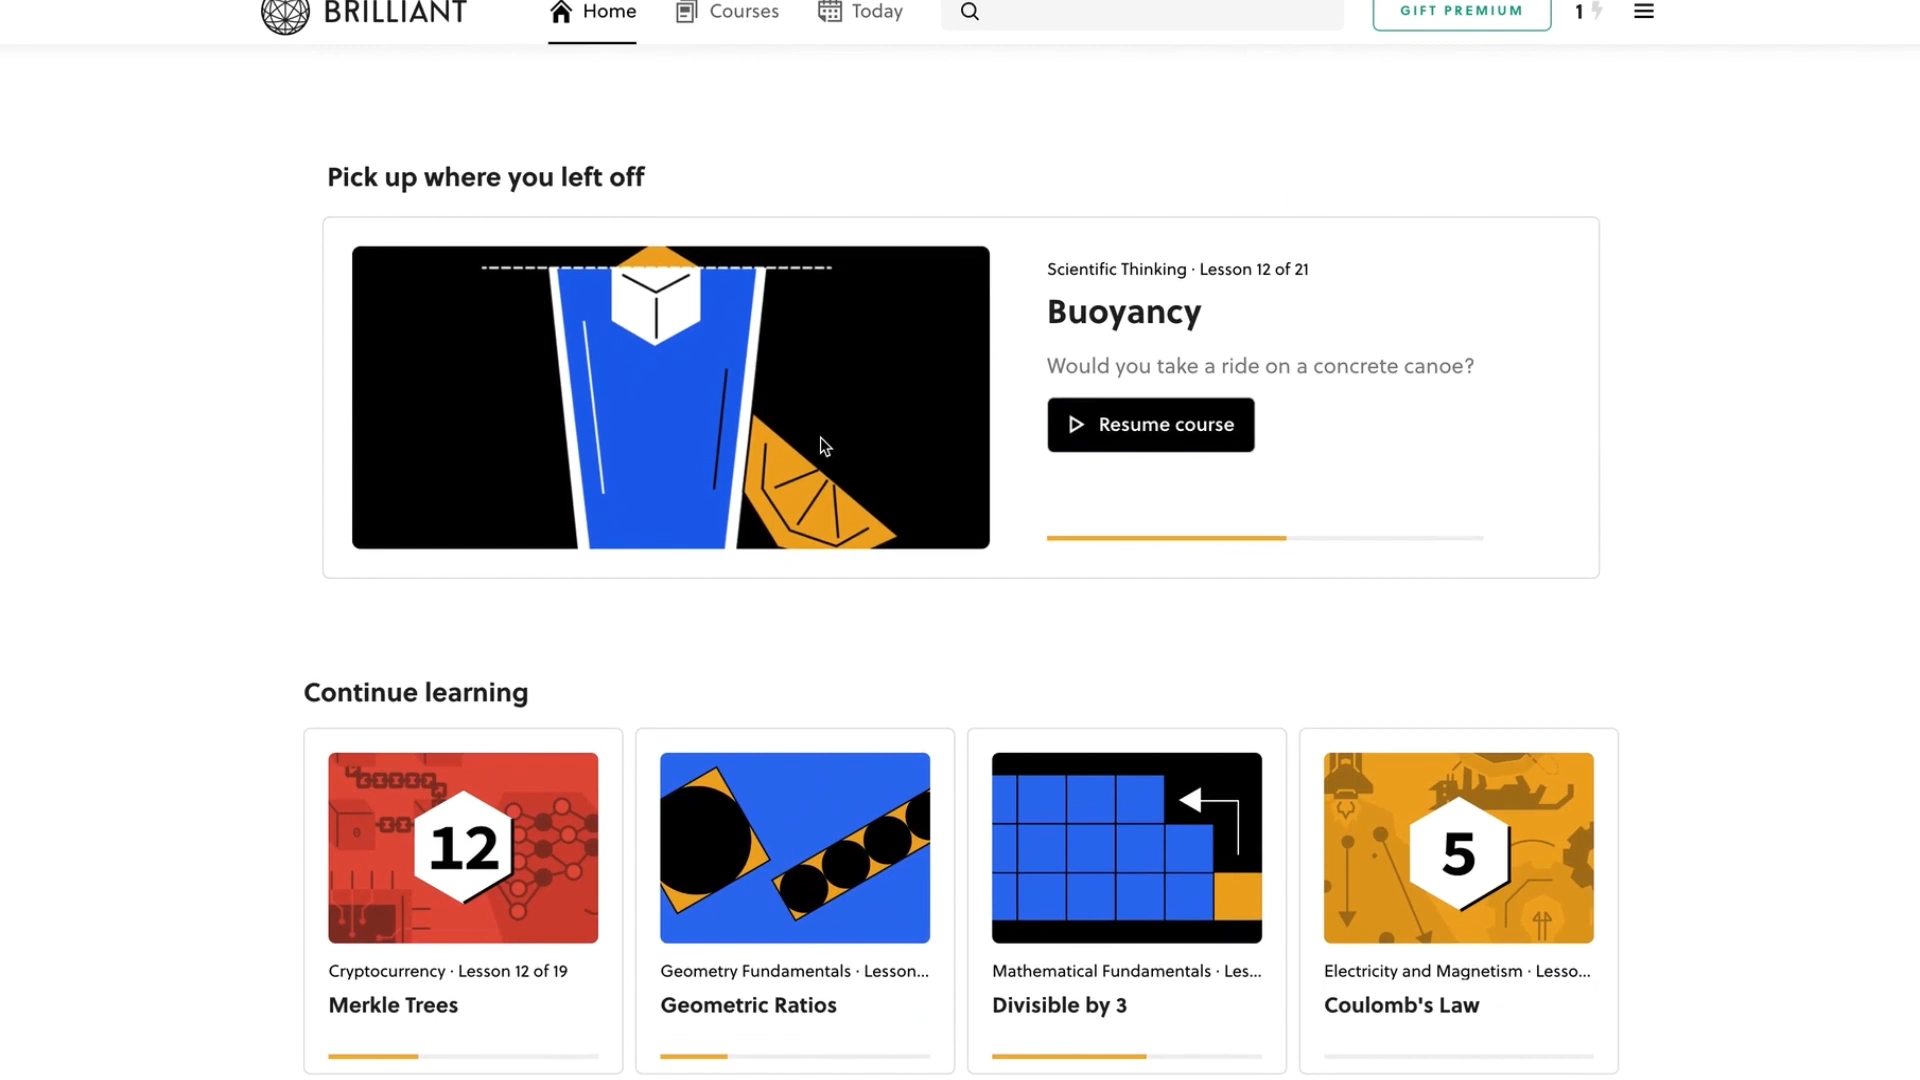 BRILLIANT
Home
Courses
Today
GIFT PREMIUM
1
Pick up where you left off
Scientific Thinking · Lesson 12 of 21
Buoyancy
Would you take a ride on a concrete canoe?
Resume course
Continue learning
12
Cryptocurrency · Lesson 12 of 19
Merkle Trees
Geometry Fundamentals · Lesson...
Geometric Ratios
Mathematical Fundamentals · Les...
Divisible by 3
5
Electricity and Magnetism · Lesso...
Coulomb's Law